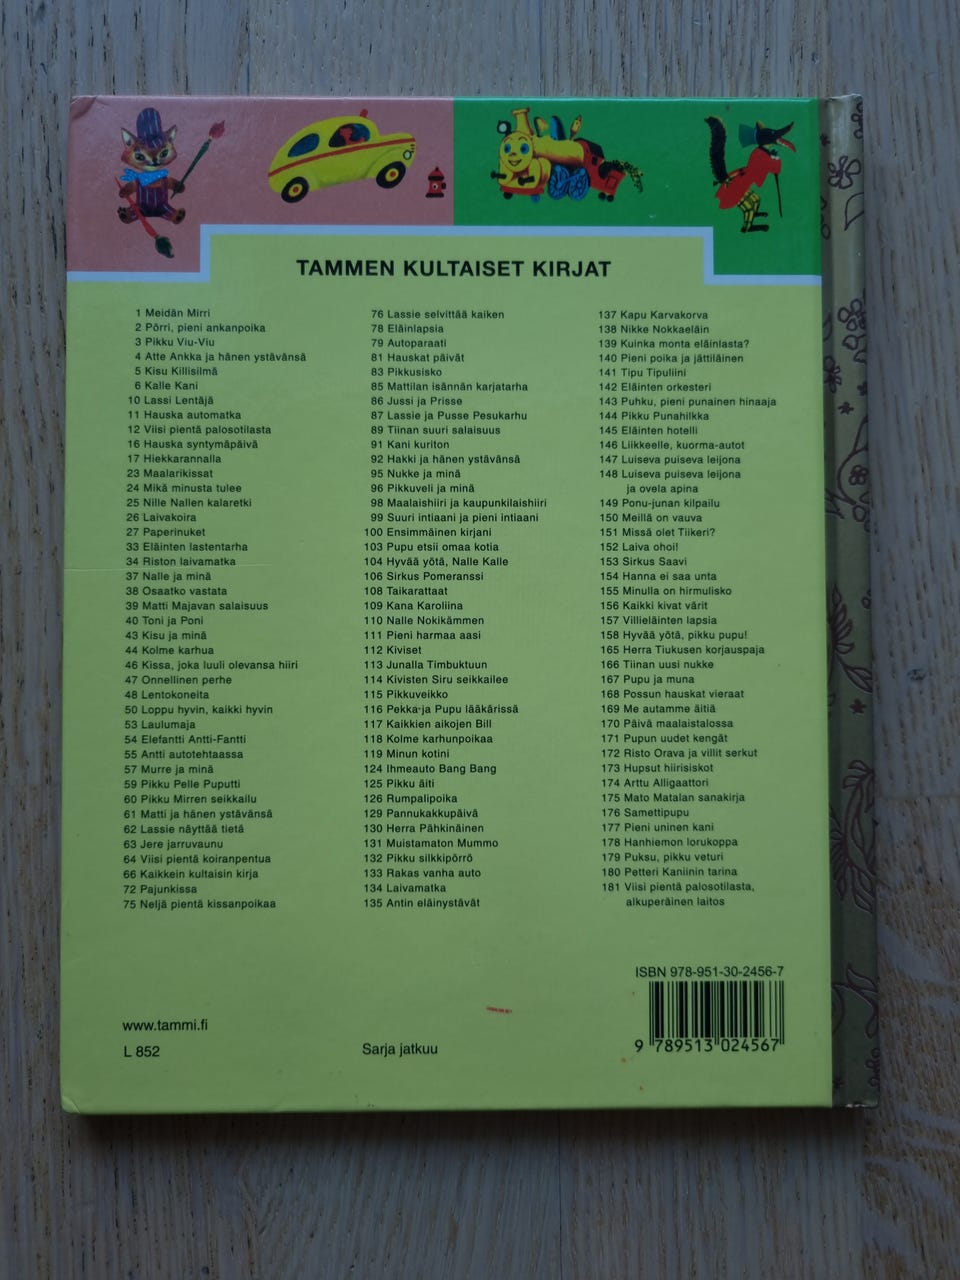 TAMMEN KULTAISET KIRJAT
1 Meidän Mirri
2 Pörri, pieni ankanpoika
3 Pikku Viu-Viu
4 Atte Ankka ja hänen ystävänsä
5 Kisu Killisilmä
6 Kalle Kani
10 Lassi Lentäjä
11 Hauska automatka
12 Viisi pientä palosotilasta
16 Hauska syntymäpäivä
17 Hiekkarannalla
23 Maalarikissat
24 Mikä minusta tulee
25 Nille Nallen kalaretki
26 Laivakoira
27 Paperinuket
33 Eläinten lastentarha
34 Riston laivamatka
37 Nalle ja minä
38 Osaatko vastata
39 Matti Majavan salaisuus
40 Toni ja Poni
43 Kisu ja minä
44 Kolme karhua
46 Kissa, joka luuli olevansa hiiri
47 Onnellinen perhe
48 Lentokoneita
50 Loppu hyvin, kaikki hyvin
53 Laulumaja
54 Elefantti Antti-Fantti
55 Antti autotehtaassa
57 Murre ja minä
59 Pikku Pelle Puputti
60 Pikku Mirren seikkailu
61 Matti ja hänen ystävänsä
62 Lassie näyttää tietä
63 Jere jarruvaunu
64 Viisi pientä koiranpentua
66 Kaikkein kultaisin kirja
72 Pajunkissa
75 Neljä pientä kissanpoikaa
76 Lassie selvittää kaiken
78 Eläinlapsia
79 Autoparaati
81 Hauskat päivät
83 Pikkusisko
85 Mattilan isännän karjatarha
86 Jussi ja Prisse
87 Lassie ja Pusse Pesukarhu
89 Tiinan suuri salaisuus
91 Kani kuriton
92 Hakki ja hänen ystävänsä
95 Nukke ja minä
96 Pikkuveli ja minä
98 Maalaishiiri ja kaupunkilaishiiri
99 Suuri intiaani ja pieni intiaani
100 Ensimmäinen kirjani
103 Pupu etsii omaa kotia
104 Hyvää yötä, Nalle Kalle
106 Sirkus Pomeranssi
108 Taikarattaat
109 Kana Karoliina
110 Nalle Nokikämmen
111 Pieni harmaa aasi
112 Kiviset
113 Junalla Timbuktuun
114 Kivisten Siru seikkailee
115 Pikkuveikko
116 Pekka ja Pupu lääkärissä
117 Kaikkien aikojen Bill
118 Kolme karhunpoikaa
119 Minun kotini
124 Ihmeauto Bang Bang
125 Pikku äiti
126 Rumpalipoika
129 Pannukakkupäivä
130 Herra Pähkinäinen
131 Muistamaton Mummo
132 Pikku silkkipörrö
133 Rakas vanha auto
134 Laivamatka
135 Antin eläinystävät
137 Kapu Karvakorva
138 Nikke Nokkaeläin
139 Kuinka monta eläinlasta?
140 Pieni poika ja jättiläinen
141 Tipu Tipuliini
142 Eläinten orkesteri
143 Puhku, pieni punainen hinaaja
144 Pikku Punahilkka
145 Eläinten hotelli
146 Liikkeelle, kuorma-autot
147 Luiseva puiseva leijona
148 Luiseva puiseva leijona
ja ovela apina
149 Ponu-junan kilpailu
150 Meillä on vauva
151 Missä olet Tiikeri?
152 Laiva ohoi!
153 Sirkus Saavi
154 Hanna ei saa unta
155 Minulla on hirmulisko
156 Kaikki kivat värit
157 Villieläinten lapsia
158 Hyvää yötä, pikku pupu!
165 Herra Tiukusen korjauspaja
166 Tiinan uusi nukke
167 Pupu ja muna
168 Possun hauskat vieraat
169 Me autamme äitiä
170 Päivä maalaistalossa
171 Pupun uudet kengät
172 Risto Orava ja villit serkut
173 Hupsut hiirisiskot
174 Arttu Alligaattori
175 Mato Matalan sanakirja
176 Samettipupu
177 Pieni uninen kani
178 Hanhiemon lorukoppa
179 Puksu, pikku veturi
180 Petteri Kaniinin tarina
181 Viisi pientä palosotilasta,
alkuperäinen laitos
ISBN 978-951-30-2456-7
9 789513 024567
www.tammi.fi
L 852
Sarja jatkuu